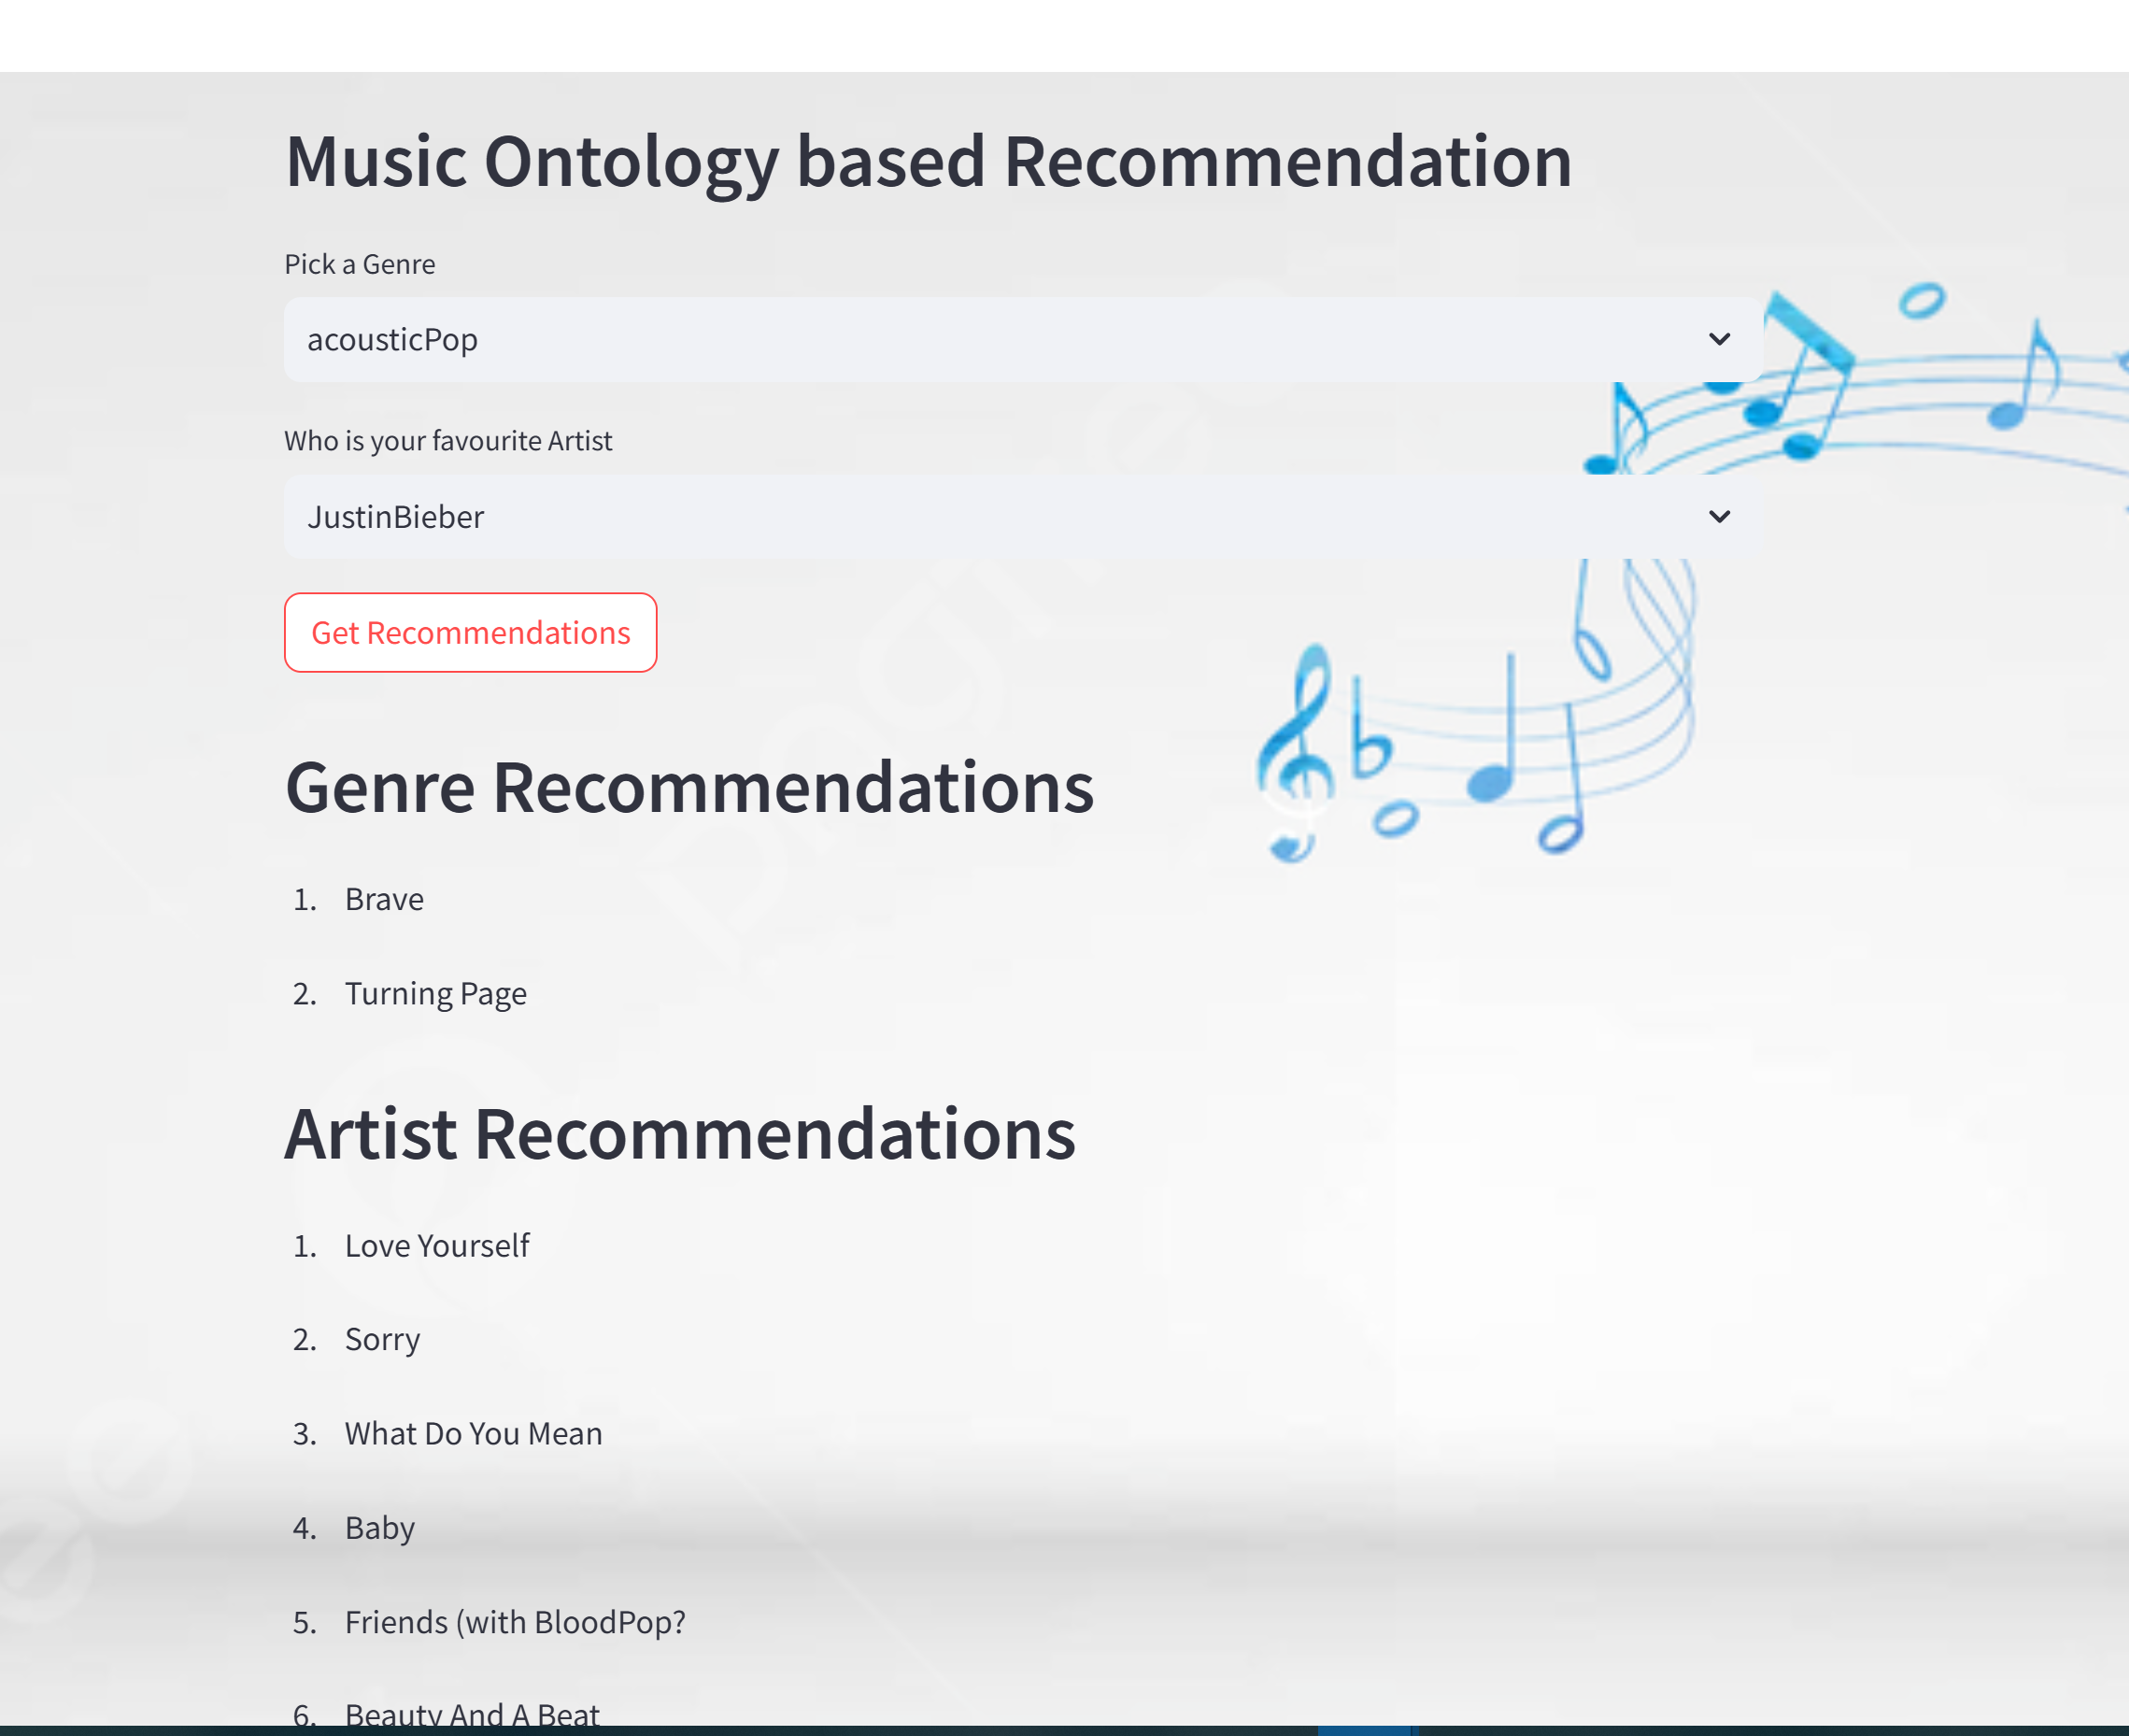 Music Ontology based Recommendation
Pick a Genre
acousticPop
Who is your favourite Artist
JustinBieber
Get Recommendations
Genre Recommendations
1. Brave
2. Turning Page
Artist Recommendations
1. Love Yourself
2. Sorry
3. What Do You Mean
4. Baby
5. Friends (with BloodPop?
6. Beauty And A Beat